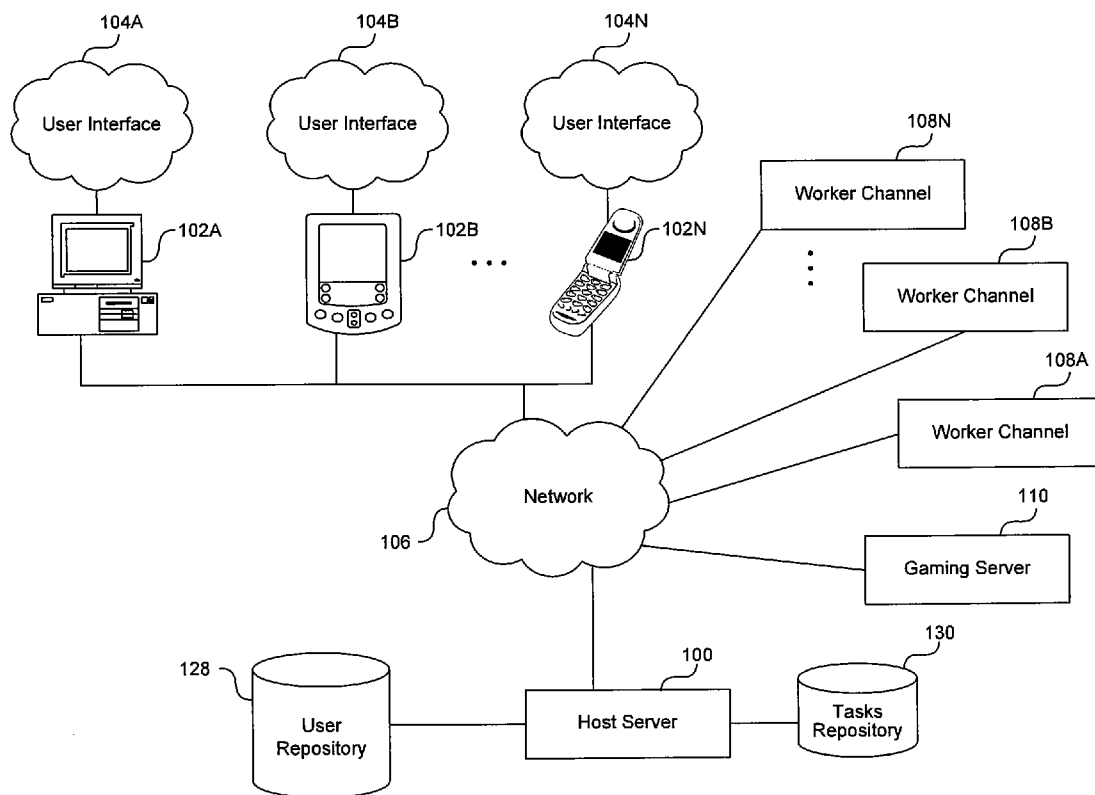 104A
104B
104N
User Interface
User Interface
User Interface
108N
Worker Channel
102A
102B
102N
108B
Worker Channel
108A
Worker Channel
Network
106
110
Gaming Server
128
100
130
User
Repository
Host Server
Tasks
Repository